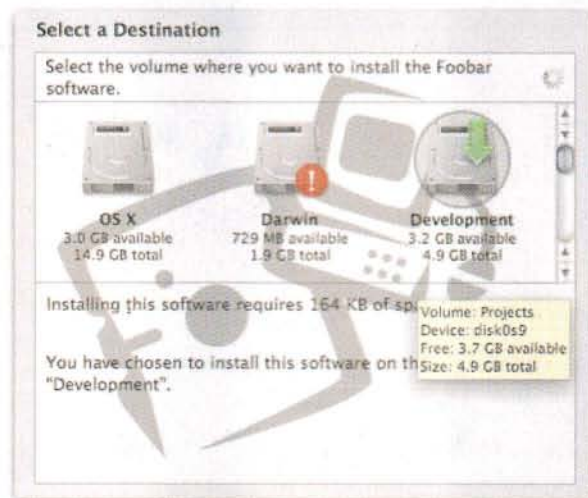 Select a Destination
Select the volume where you want to install the Foobar
software.
OS X
3.0 GB available
14.9 GB total
Darwin
729 MB available
1.9 GB total
Development
3.2 GB available
4.9 GB total
Installing this software requires 164 KB of
Volume: Projects
Device: disk0s9
Free: 3.7 GB available
Size: 4.9 GB total
You have chosen to install this software on
"Development".